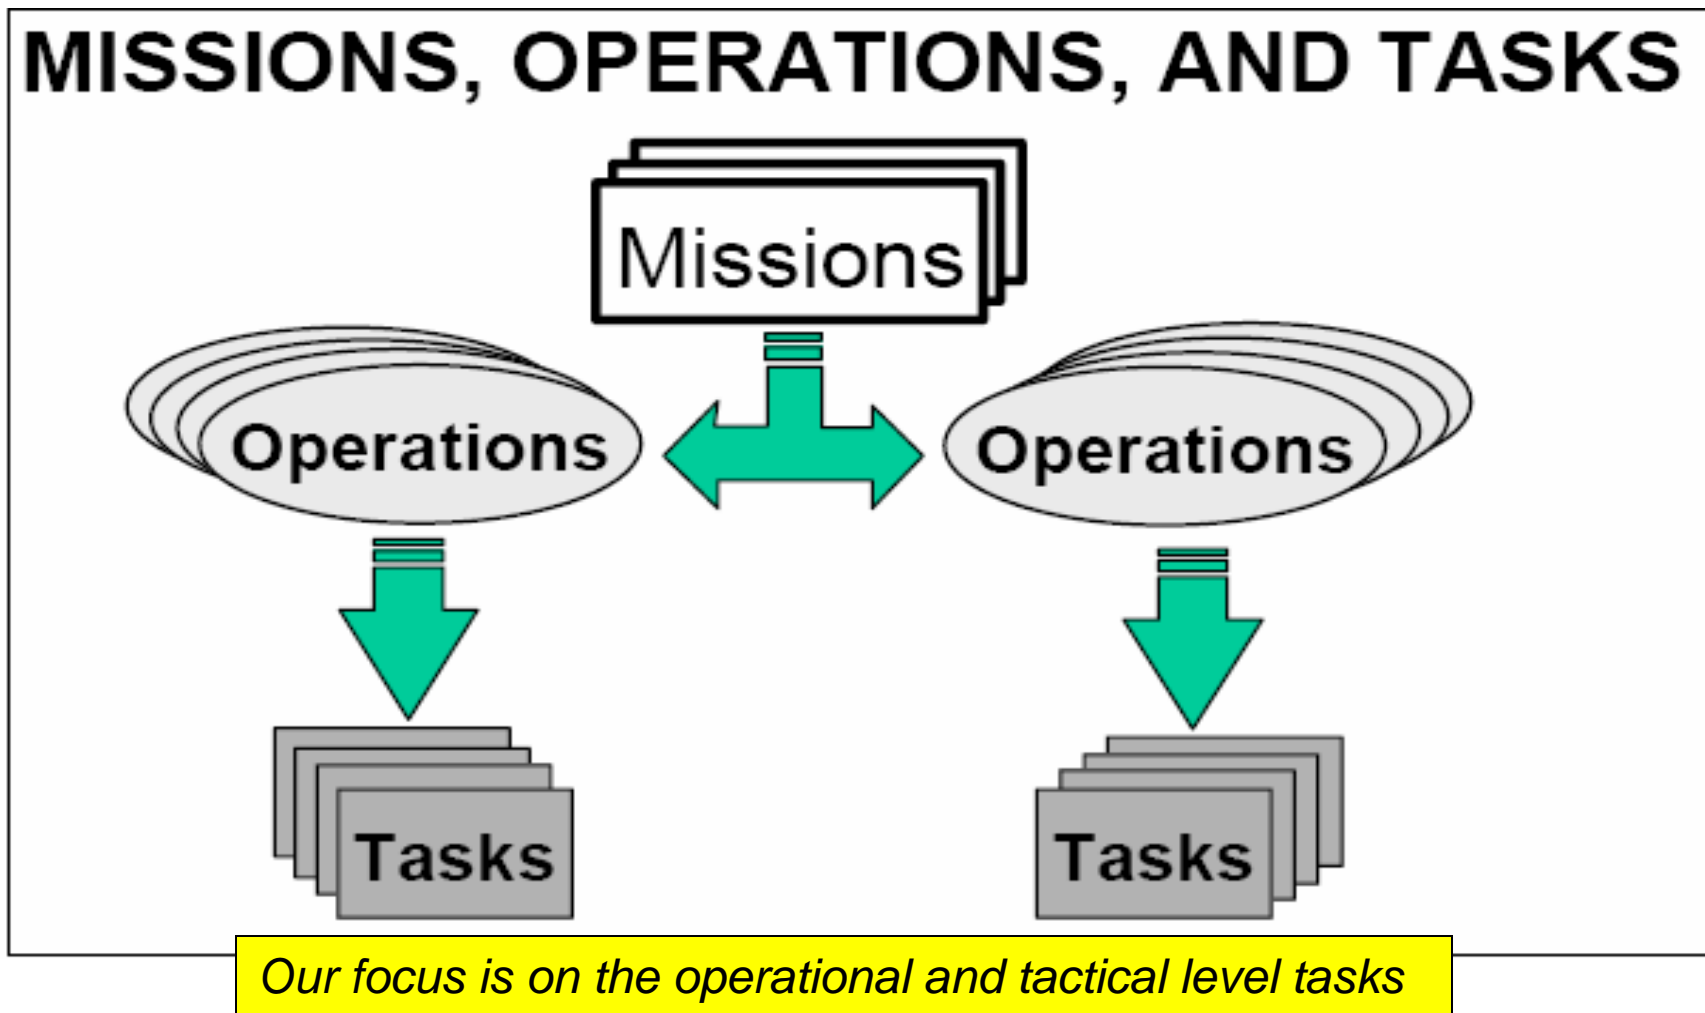 MISSIONS, OPERATIONS, AND TASKS
Missions
Operations
Operations
Tasks
Tasks
Our focus is on the operational and tactical level tasks